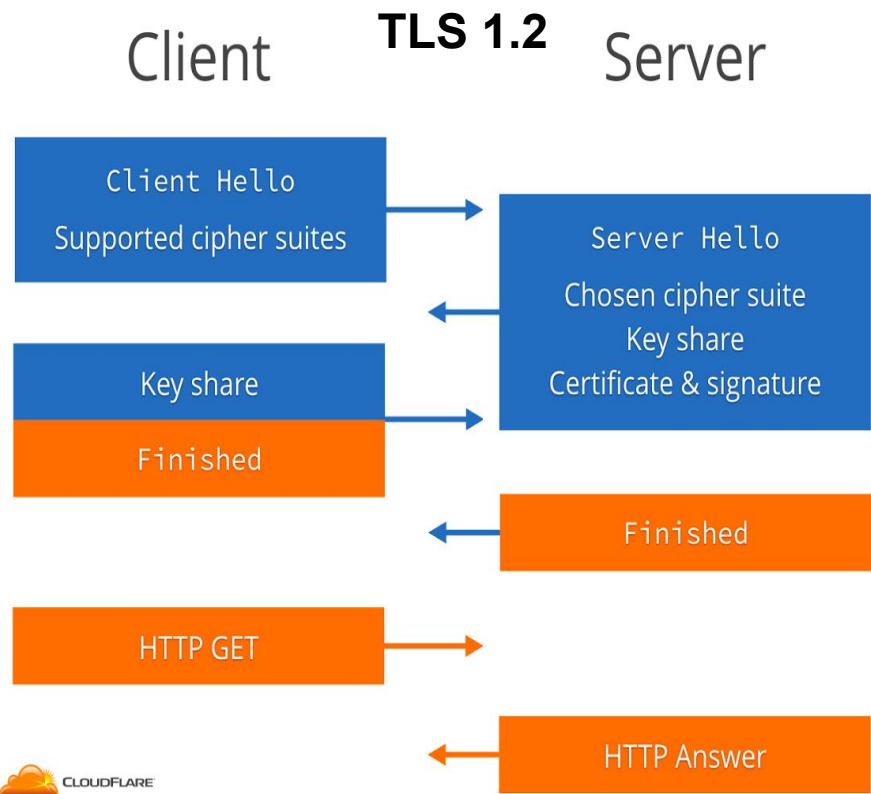 TLS 1.2
Client
Server
Client Hello
Supported cipher suites
Server Hello
Chosen cipher suite
Key share
Certificate & signature
Key share
Finished
Finished
HTTP GET
HTTP Answer
CLOUDFLARE